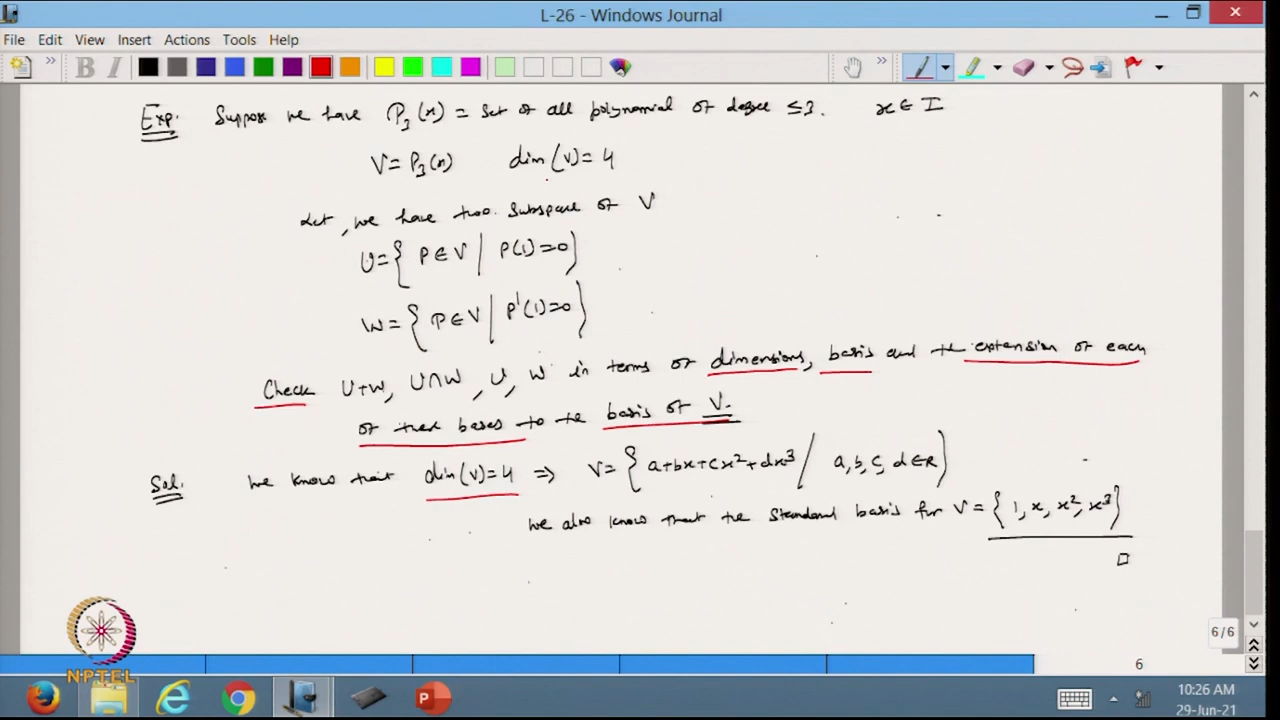 L-26 - Windows Journal
File Edit View Insert Actions Tools Help
Exp. Suppose we have P₃(x) = set of all polynomial of degree ≤3. x ∈ I
V = P₃(x) dim(V) = 4
Let, we have two subspace of V
U = { P ∈ V | P(1)=0 }
W = { P ∈ V | P'(1)=0 }
Check U+W, U∩W, U, W in terms of dimensions, basis and the extension of each
of their bases to the basis of V.
Sol. We know that dim(V)=4 ⇒ V = { a+bx+cx²+dx³ / a, b, c, d ∈ R }
We also know that the standard basis for V = { 1, x, x², x³ }
6/6
6
NPTEL
10:26 AM
29-Jun-21